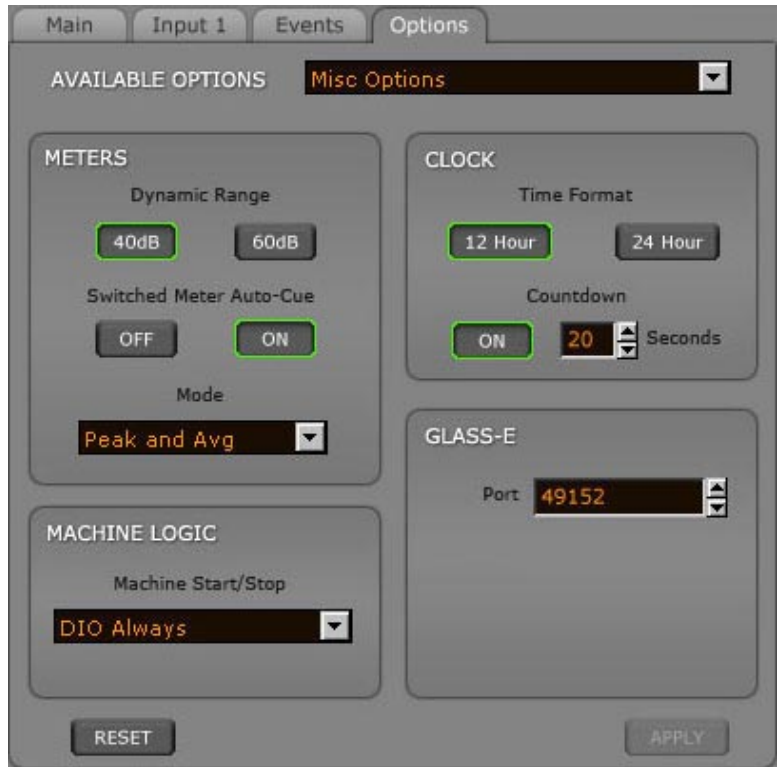 Main Input 1 Events Options
AVAILABLE OPTIONS Misc Options
METERS
Dynamic Range
40dB 60dB
Switched Meter Auto-Cue
OFF ON
Mode
Peak and Avg
MACHINE LOGIC
Machine Start/Stop
DIO Always
CLOCK
Time Format
12 Hour 24 Hour
Countdown
ON 20 Seconds
GLASS-E
Port 49152
RESET APPLY